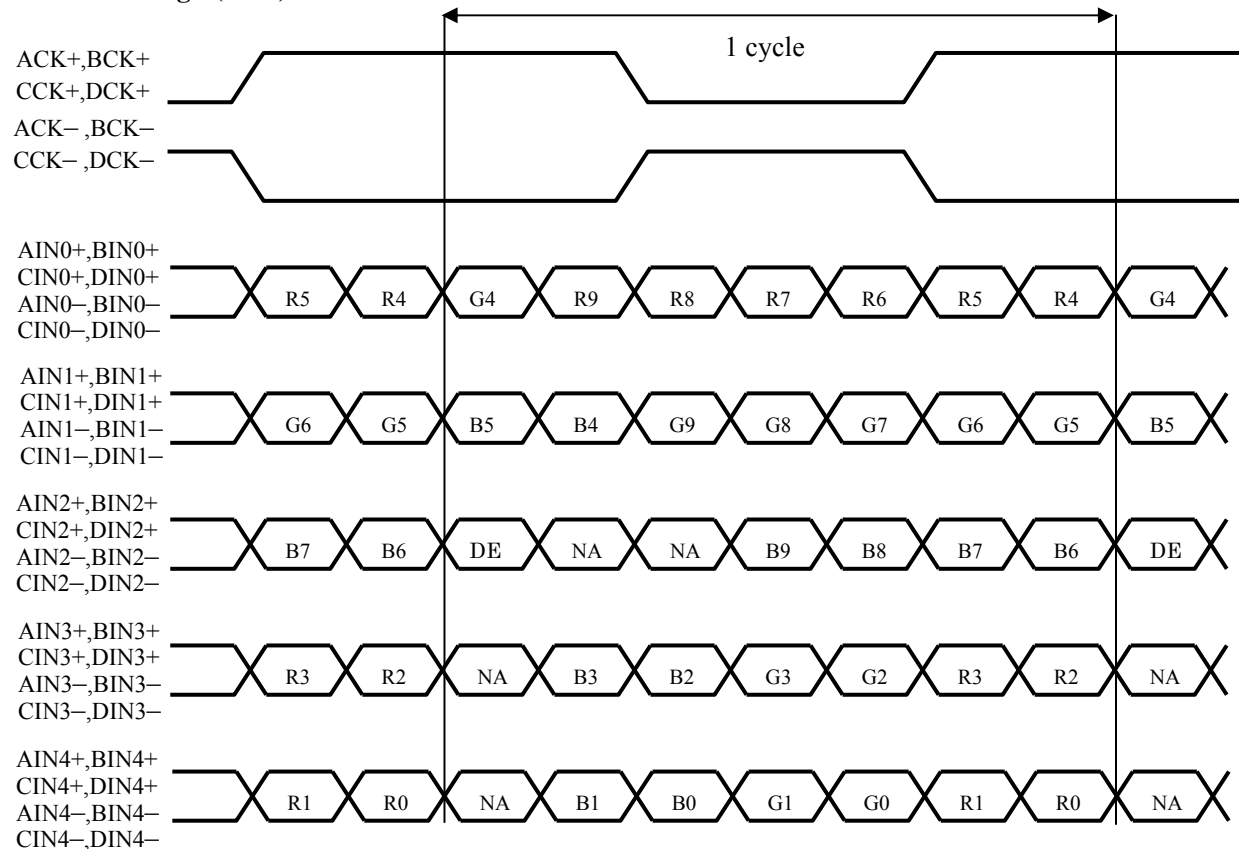 1 cycle
ACK+,BCK+
CCK+,DCK+
ACK− ,BCK−
CCK− ,DCK−
AIN0+,BIN0+
CIN0+,DIN0+
AIN0−,BIN0−
CIN0−,DIN0−
R5 R4 G4 R9 R8 R7 R6 R5 R4 G4
AIN1+,BIN1+
CIN1+,DIN1+
AIN1−,BIN1−
CIN1−,DIN1−
G6 G5 B5 B4 G9 G8 G7 G6 G5 B5
AIN2+,BIN2+
CIN2+,DIN2+
AIN2−,BIN2−
CIN2−,DIN2−
B7 B6 DE NA NA B9 B8 B7 B6 DE
AIN3+,BIN3+
CIN3+,DIN3+
AIN3−,BIN3−
CIN3−,DIN3−
R3 R2 NA B3 B2 G3 G2 R3 R2 NA
AIN4+,BIN4+
CIN4+,DIN4+
AIN4−,BIN4−
CIN4−,DIN4−
R1 R0 NA B1 B0 G1 G0 R1 R0 NA